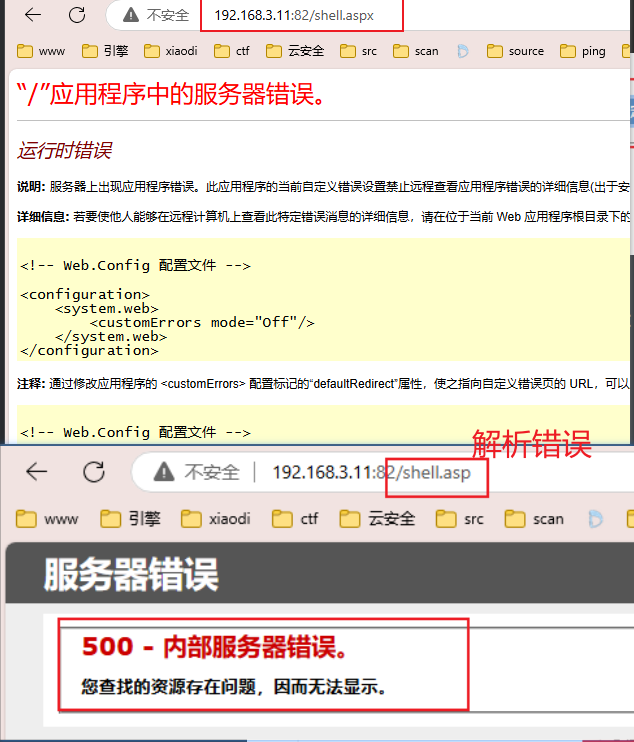 不安全 192.168.3.11:82/shell.aspx
www 引擎 xiaodi ctf 云安全 src scan source ping
“/”应用程序中的服务器错误。
运行时错误
说明: 服务器上出现应用程序错误。此应用程序的当前自定义错误设置禁止远程查看应用程序错误的详细信息(出于安
详细信息: 若要使他人能够在远程计算机上查看此特定错误消息的详细信息，请在位于当前 Web 应用程序根目录下的
<!-- Web.Config 配置文件 -->
<configuration>
<system.web>
<customErrors mode="Off"/>
</system.web>
</configuration>
注释: 通过修改应用程序的 <customErrors> 配置标记的“defaultRedirect”属性，使之指向自定义错误页的 URL，可以
<!-- Web.Config 配置文件 -->
解析错误
不安全 | 192.168.3.11:82/shell.asp
www 引擎 xiaodi ctf 云安全 src scan
服务器错误
500 - 内部服务器错误。
您查找的资源存在问题，因而无法显示。